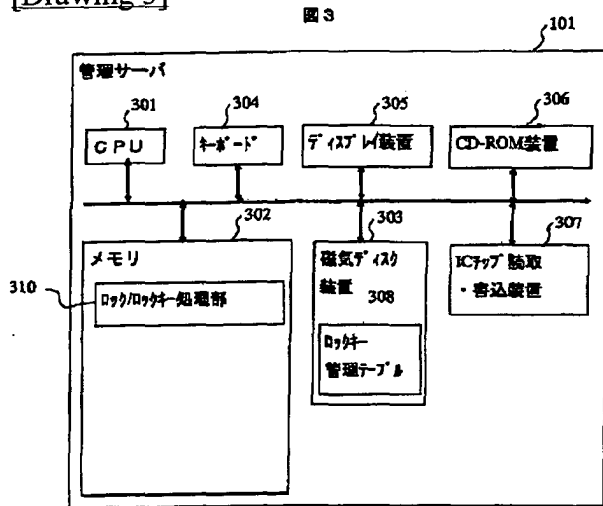 [Drawing 3]
図3
101
管理サーバ
301
304
305
306
CPU
キーボード
ディスプレイ装置
CD-ROM装置
302
303
307
メモリ
磁気ディスク
装置
308
ICチップ読取
・書込装置
310
ロック/ロックキー処理部
ロックキー
管理テーブル